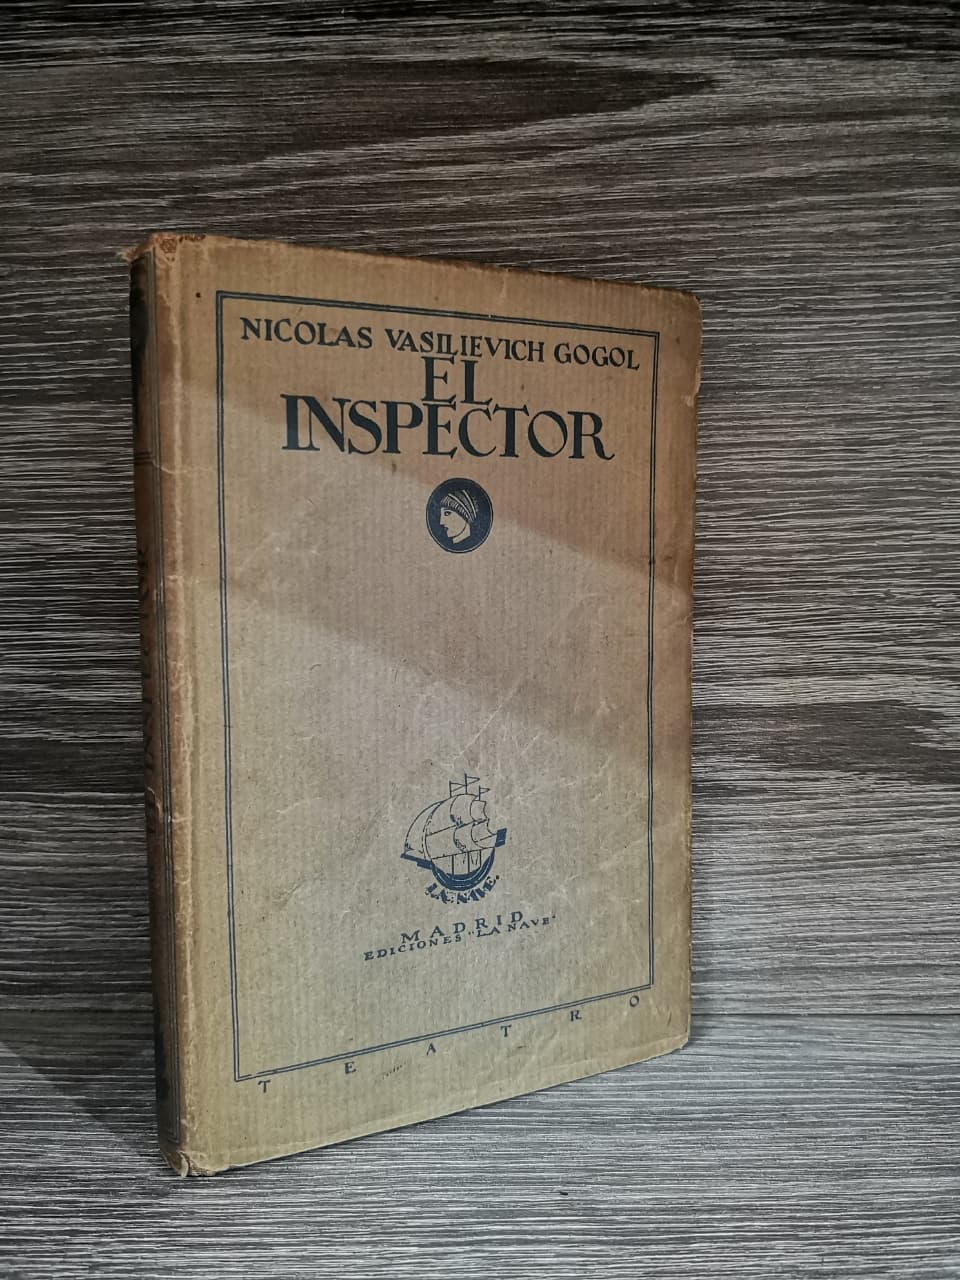 NICOLAS VASILIEVICH GOGOL
EL
INSPECTOR
LA NAVE.
MADRID
EDICIONES "LA NAVE"
TEATRO